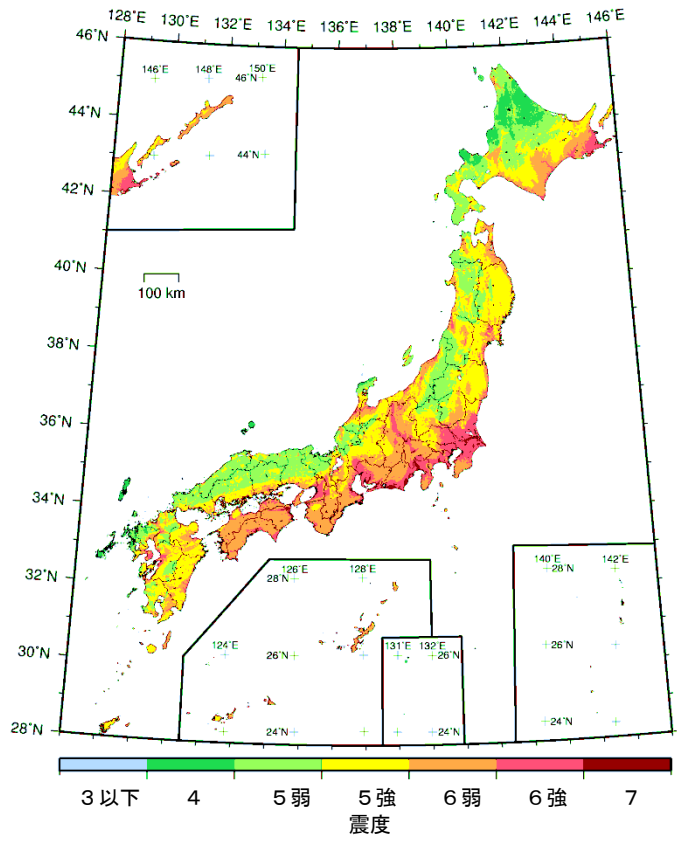 128˚E 130˚E 132˚E 134˚E 136˚E 138˚E 140˚E 142˚E 144˚E 146˚E
46˚N
146˚E 148˚E 150˚E
46˚N
44˚N
44˚N
42˚N
40˚N
100 km
38˚N
36˚N
34˚N
32˚N
126˚E 128˚E
28˚N
140˚E 142˚E
28˚N
30˚N
124˚E
26˚N
131˚E 132˚E
26˚N
26˚N
28˚N
24˚N
24˚N
24˚N
３以下 4 ５弱 ５強 ６弱 ６強 7
震度